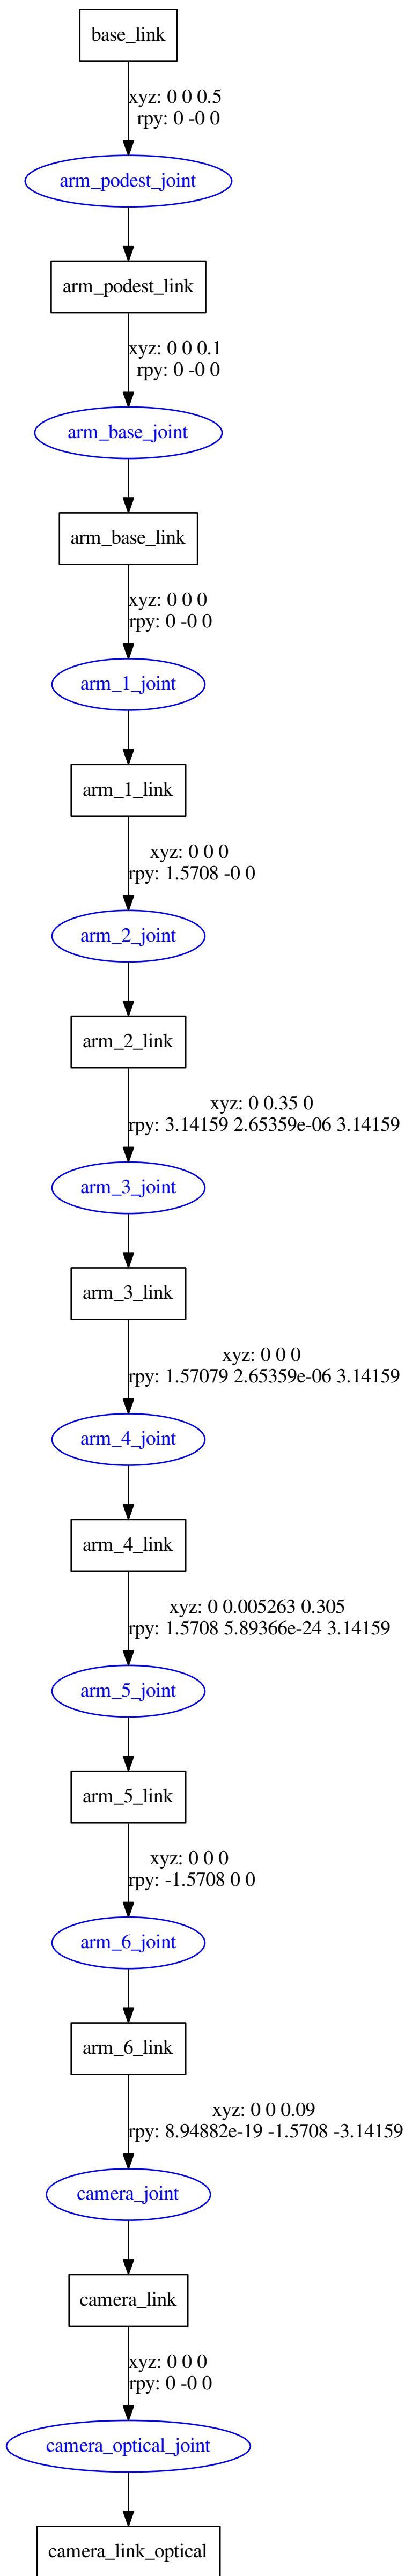 base_link
xyz: 0 0 0.5
rpy: 0 -0 0
arm_podest_joint
arm_podest_link
xyz: 0 0 0.1
rpy: 0 -0 0
arm_base_joint
arm_base_link
xyz: 0 0 0
rpy: 0 -0 0
arm_1_joint
arm_1_link
xyz: 0 0 0
rpy: 1.5708 -0 0
arm_2_joint
arm_2_link
xyz: 0 0.35 0
rpy: 3.14159 2.65359e-06 3.14159
arm_3_joint
arm_3_link
xyz: 0 0 0
rpy: 1.57079 2.65359e-06 3.14159
arm_4_joint
arm_4_link
xyz: 0 0.005263 0.305
rpy: 1.5708 5.89366e-24 3.14159
arm_5_joint
arm_5_link
xyz: 0 0 0
rpy: -1.5708 0 0
arm_6_joint
arm_6_link
xyz: 0 0 0.09
rpy: 8.94882e-19 -1.5708 -3.14159
camera_joint
camera_link
xyz: 0 0 0
rpy: 0 -0 0
camera_optical_joint
camera_link_optical